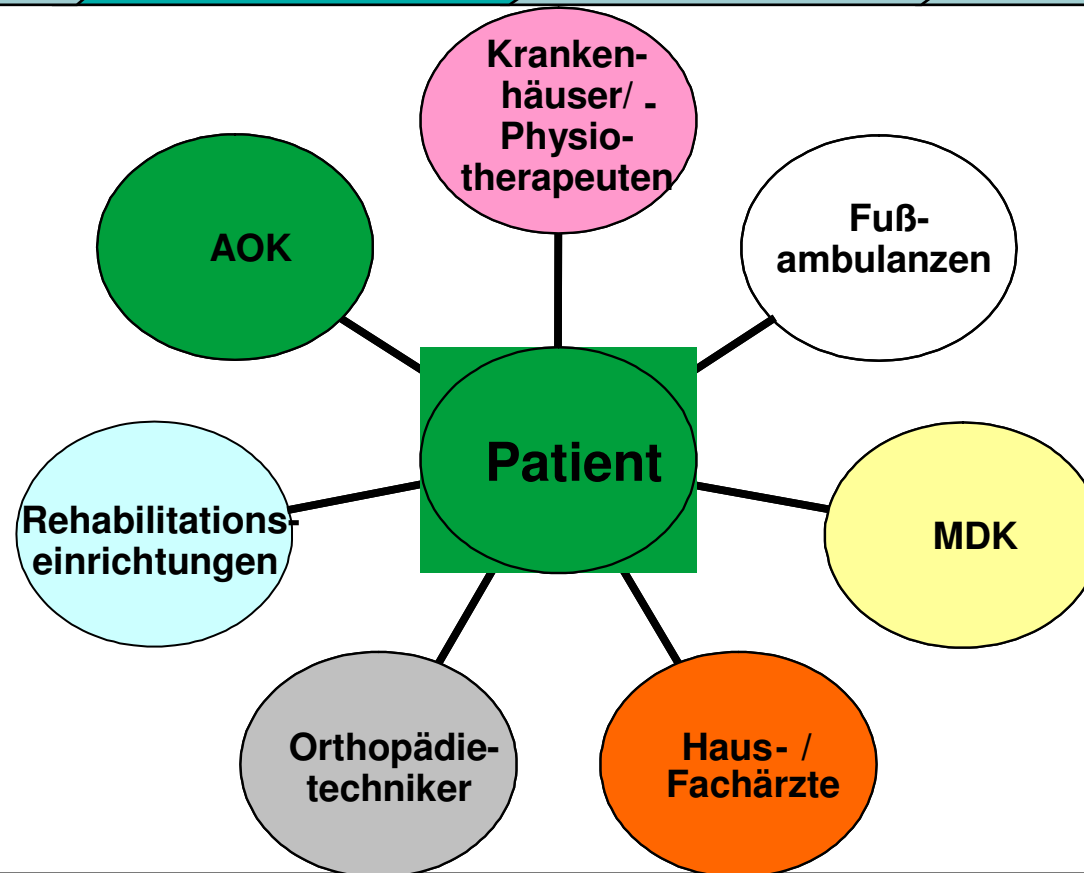 Kranken-
häuser/ -
Physio-
therapeuten
AOK
Fuß-
ambulanzen
Patient
Rehabilitations-
einrichtungen
MDK
Orthopädie-
techniker
Haus- /
Fachärzte